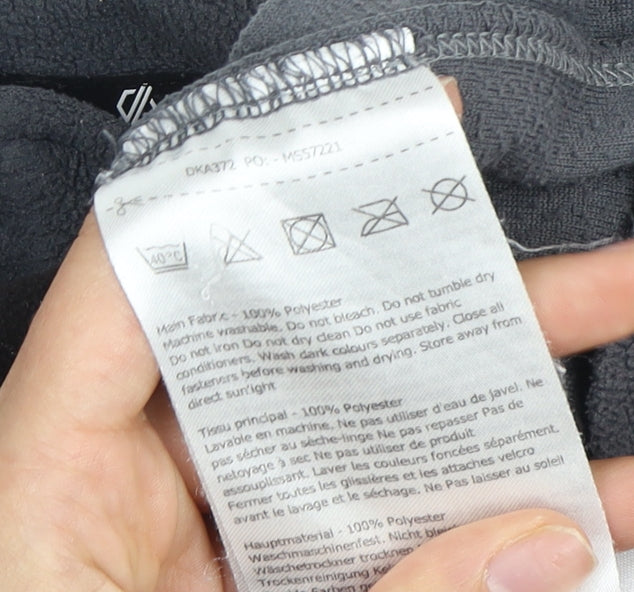 DKA372 PO: - MS57221
40°C
Main Fabric - 100% Polyester
Machine washable. Do not bleach. Do not tumble dry
Do not iron Do not dry clean Do not use fabric
conditioners. Wash dark colours separately. Close all
fasteners before washing and drying. Store away from
direct sunlight
Tissu principal - 100% Polyester
Lavable en machine. Ne pas utiliser d'eau de javel. Ne
pas sécher au sèche-linge Ne pas repasser Pas de
netoyage à sec Ne pas utiliser de produit
assouplissant. Laver les couleurs foncées séparément.
Fermer toutes les glissières et les attaches velcro
avant le lavage et le séchage. Ne Pas laisser au soleil
Hauptmaterial - 100% Polyester
Waschmaschinenfest. Nicht
Wäschetrockner trocknen
Trockenreinigung